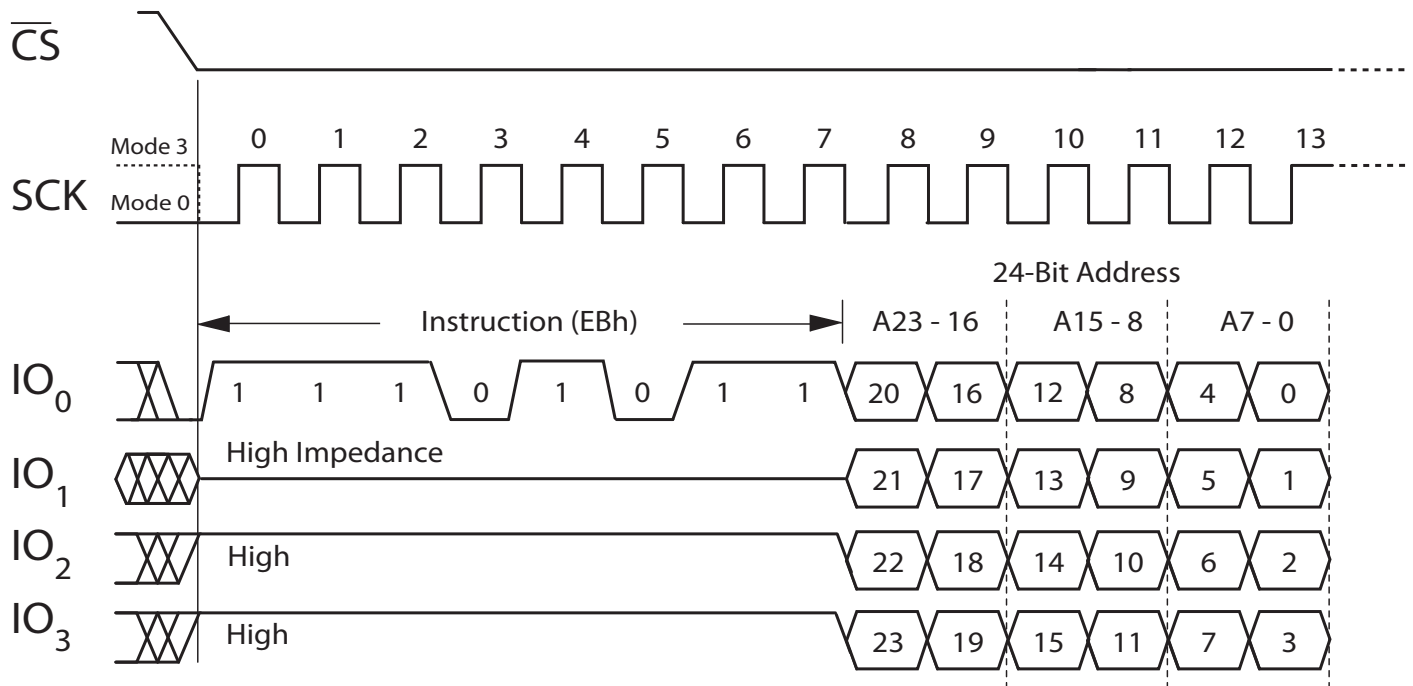 CS
Mode 3
0 1 2 3 4 5 6 7 8 9 10 11 12 13
SCK
Mode 0
24-Bit Address
Instruction (EBh)
A23 - 16 A15 - 8 A7 - 0
IO0
1 1 1 0 1 0 1 1 20 16 12 8 4 0
High Impedance
IO1
21 17 13 9 5 1
IO2
High
22 18 14 10 6 2
IO3
High
23 19 15 11 7 3